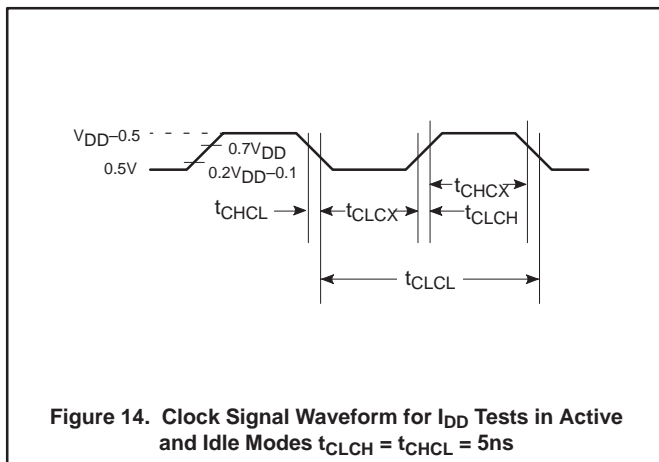 VDD–0.5
0.7VDD
0.5V
0.2VDD–0.1
tCHCX
tCHCL
tCLCX
tCLCH
tCLCL
Figure 14. Clock Signal Waveform for IDD Tests in Active
and Idle Modes tCLCH = tCHCL = 5ns